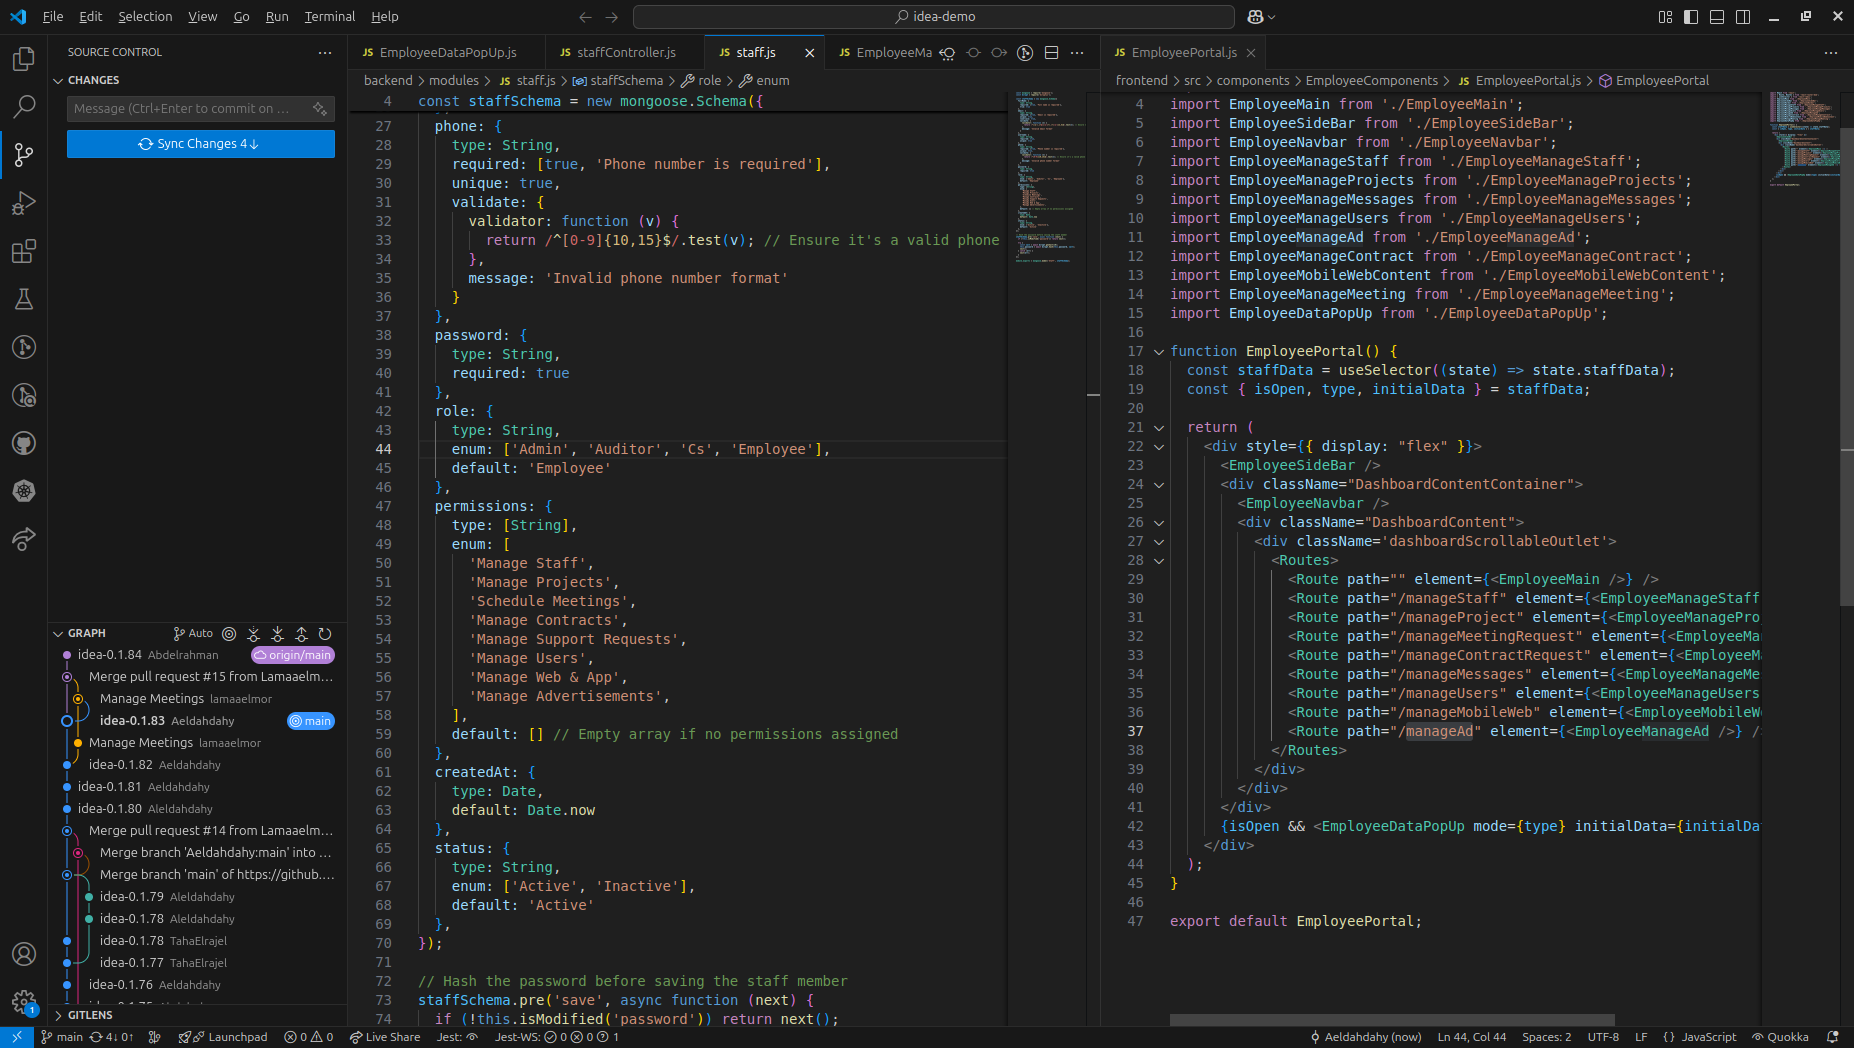 File Edit Selection View Go Run Terminal Help
idea-demo
SOURCE CONTROL
CHANGES
Message (Ctrl+Enter to commit on ...
Sync Changes 4↓
GRAPH
Auto
idea-0.1.84 Abdelrahman origin/main
Merge pull request #15 from Lamaaelm...
Manage Meetings lamaaelmor
idea-0.1.83 Aeldahdahy main
Manage Meetings lamaaelmor
idea-0.1.82 Aeldahdahy
idea-0.1.81 Aeldahdahy
idea-0.1.80 Aleldahdahy
Merge pull request #14 from Lamaaelm...
Merge branch 'Aeldahdahy:main' into ...
Merge branch 'main' of https://github....
idea-0.1.79 Aleldahdahy
idea-0.1.78 Aleldahdahy
idea-0.1.78 TahaElrajel
idea-0.1.77 TahaElrajel
idea-0.1.76 Aeldahdahy
GITLENS
JS EmployeeDataPopUp.js
JS staffController.js
JS staff.js
JS EmployeeMa
backend > modules > JS staff.js > staffSchema > role > enum
4 const staffSchema = new mongoose.Schema({
27 phone: {
28 type: String,
29 required: [true, 'Phone number is required'],
30 unique: true,
31 validate: {
32 validator: function (v) {
33 return /^[0-9]{10,15}$/.test(v); // Ensure it's a valid phone
34 },
35 message: 'Invalid phone number format'
36 }
37 },
38 password: {
39 type: String,
40 required: true
41 },
42 role: {
43 type: String,
44 enum: ['Admin', 'Auditor', 'Cs', 'Employee'],
45 default: 'Employee'
46 },
47 permissions: {
48 type: [String],
49 enum: [
50 'Manage Staff',
51 'Manage Projects',
52 'Schedule Meetings',
53 'Manage Contracts',
54 'Manage Support Requests',
55 'Manage Users',
56 'Manage Web & App',
57 'Manage Advertisements',
58 ],
59 default: [] // Empty array if no permissions assigned
60 },
61 createdAt: {
62 type: Date,
63 default: Date.now
64 },
65 status: {
66 type: String,
67 enum: ['Active', 'Inactive'],
68 default: 'Active'
69 },
70 });
71
72 // Hash the password before saving the staff member
73 staffSchema.pre('save', async function (next) {
74 if (!this.isModified('password')) return next();
JS EmployeePortal.js
frontend > src > components > EmployeeComponents > JS EmployeePortal.js > EmployeePortal
4 import EmployeeMain from './EmployeeMain';
5 import EmployeeSideBar from './EmployeeSideBar';
6 import EmployeeNavbar from './EmployeeNavbar';
7 import EmployeeManageStaff from './EmployeeManageStaff';
8 import EmployeeManageProjects from './EmployeeManageProjects';
9 import EmployeeManageMessages from './EmployeeManageMessages';
10 import EmployeeManageUsers from './EmployeeManageUsers';
11 import EmployeeManageAd from './EmployeeManageAd';
12 import EmployeeManageContract from './EmployeeManageContract';
13 import EmployeeMobileWebContent from './EmployeeMobileWebContent';
14 import EmployeeManageMeeting from './EmployeeManageMeeting';
15 import EmployeeDataPopUp from './EmployeeDataPopUp';
16
17 function EmployeePortal() {
18 const staffData = useSelector((state) => state.staffData);
19 const { isOpen, type, initialData } = staffData;
20
21 return (
22 <div style={{ display: "flex" }}>
23 <EmployeeSideBar />
24 <div className="DashboardContentContainer">
25 <EmployeeNavbar />
26 <div className="DashboardContent">
27 <div className='dashboardScrollableOutlet'>
28 <Routes>
29 <Route path="" element={<EmployeeMain />} />
30 <Route path="/manageStaff" element={<EmployeeManageStaff
31 <Route path="/manageProject" element={<EmployeeManagePro
32 <Route path="/manageMeetingRequest" element={<EmployeeMa
33 <Route path="/manageContractRequest" element={<EmployeeM
34 <Route path="/manageMessages" element={<EmployeeManageMe
35 <Route path="/manageUsers" element={<EmployeeManageUsers
36 <Route path="/manageMobileWeb" element={<EmployeeMobileW
37 <Route path="/manageAd" element={<EmployeeManageAd />} /
38 </Routes>
39 </div>
40 </div>
41 </div>
42 {isOpen && <EmployeeDataPopUp mode={type} initialData={initialDa
43 </div>
44 );
45 }
46
47 export default EmployeePortal;
1
main 4↓ 0↑ Launchpad 0 0 Live Share Jest: Jest-WS: 0 0 1
Aeldahdahy (now) Ln 44, Col 44 Spaces: 2 UTF-8 LF {} JavaScript Quokka